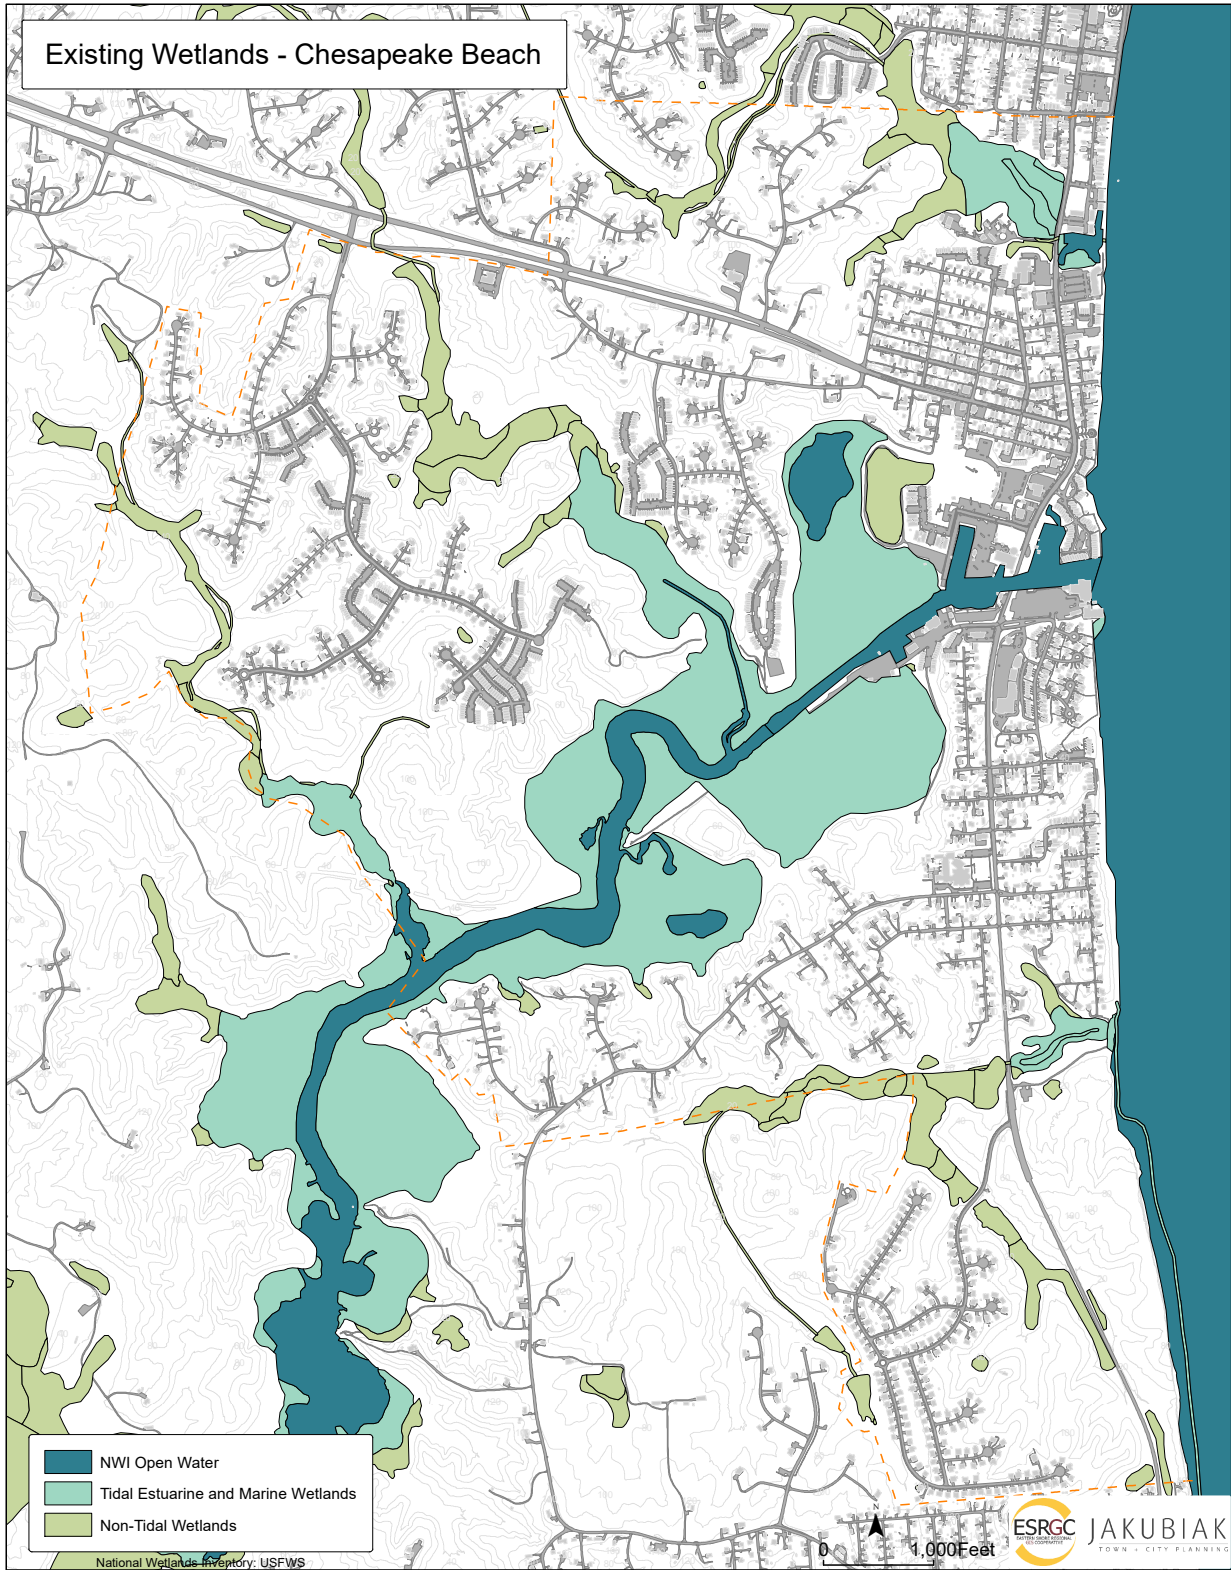 Existing Wetlands - Chesapeake Beach
NWI Open Water
Tidal Estuarine and Marine Wetlands
Non-Tidal Wetlands
National Wetlands Inventory: USFWS
N
0 1,000 Feet
ESRGC
EASTERN SHORE REGIONAL
GIS COOPERATIVE
JAKUBIAK
TOWN + CITY PLANNING